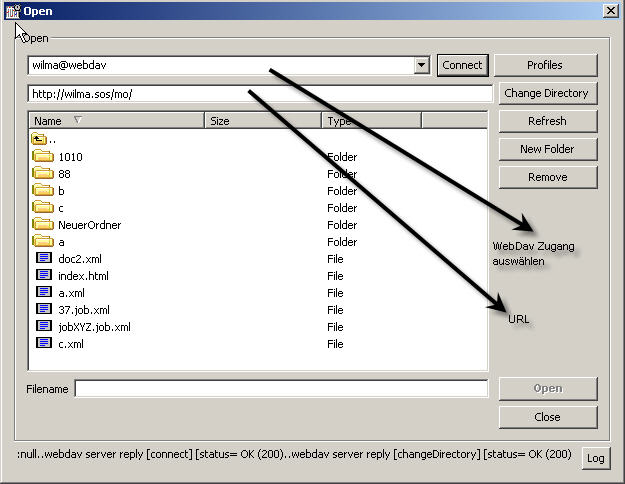 Open
Open
wilma@webdav Connect Profiles
http://wilma.sos/mo/ Change Directory
Name Size Type Refresh
..
1010 Folder New Folder
88 Folder Remove
b Folder
c Folder
NeuerOrdner Folder
a Folder
doc2.xml File
index.html File
a.xml File
37.job.xml File
jobXYZ.job.xml File
c.xml File
WebDav Zugang
auswählen
URL
Filename Open
Close
:null..webdav server reply [connect] [status= OK (200)..webdav server reply [changeDirectory] [status= OK (200) Log